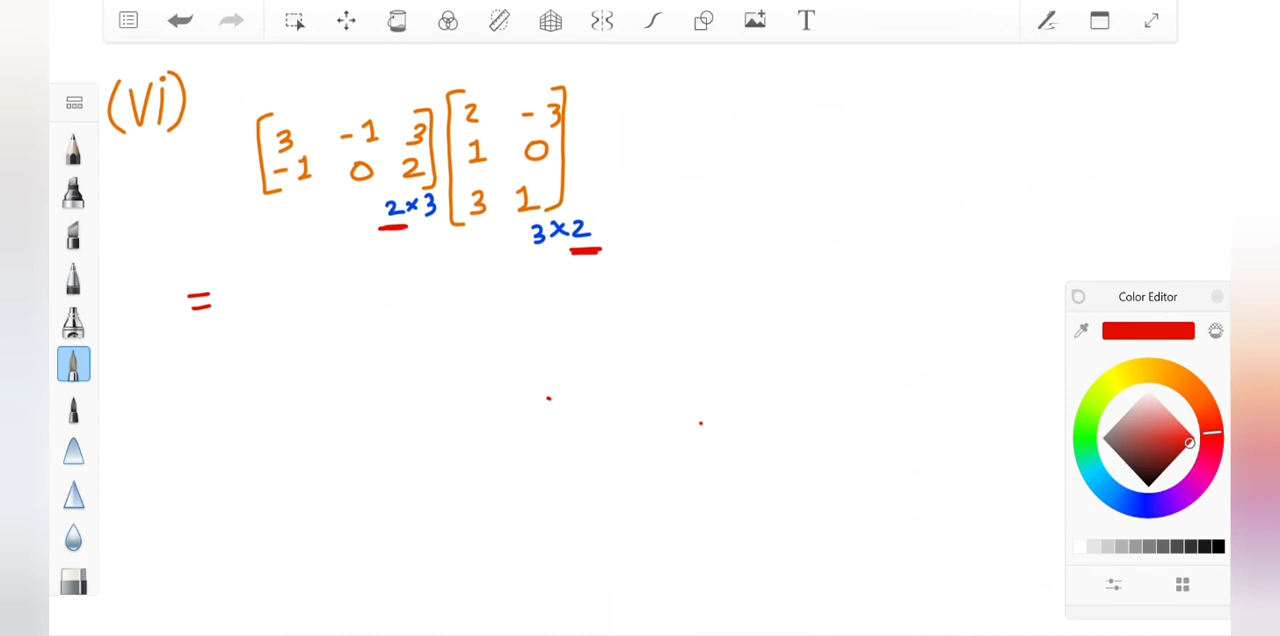 T
(Vi)
[3 -1 3] [2 -3]
[-1 0 2] [1 0]
[3 1]
2×3
3×2
=
Color Editor